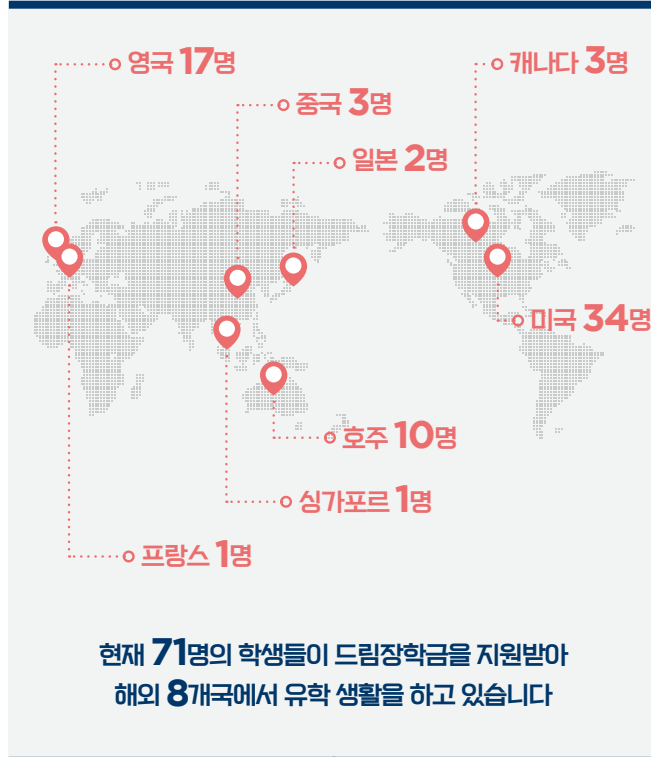 영국 17명
캐나다 3명
중국 3명
일본 2명
미국 34명
호주 10명
싱가포르 1명
프랑스 1명
현재 71명의 학생들이 드림장학금을 지원받아
해외 8개국에서 유학 생활을 하고 있습니다